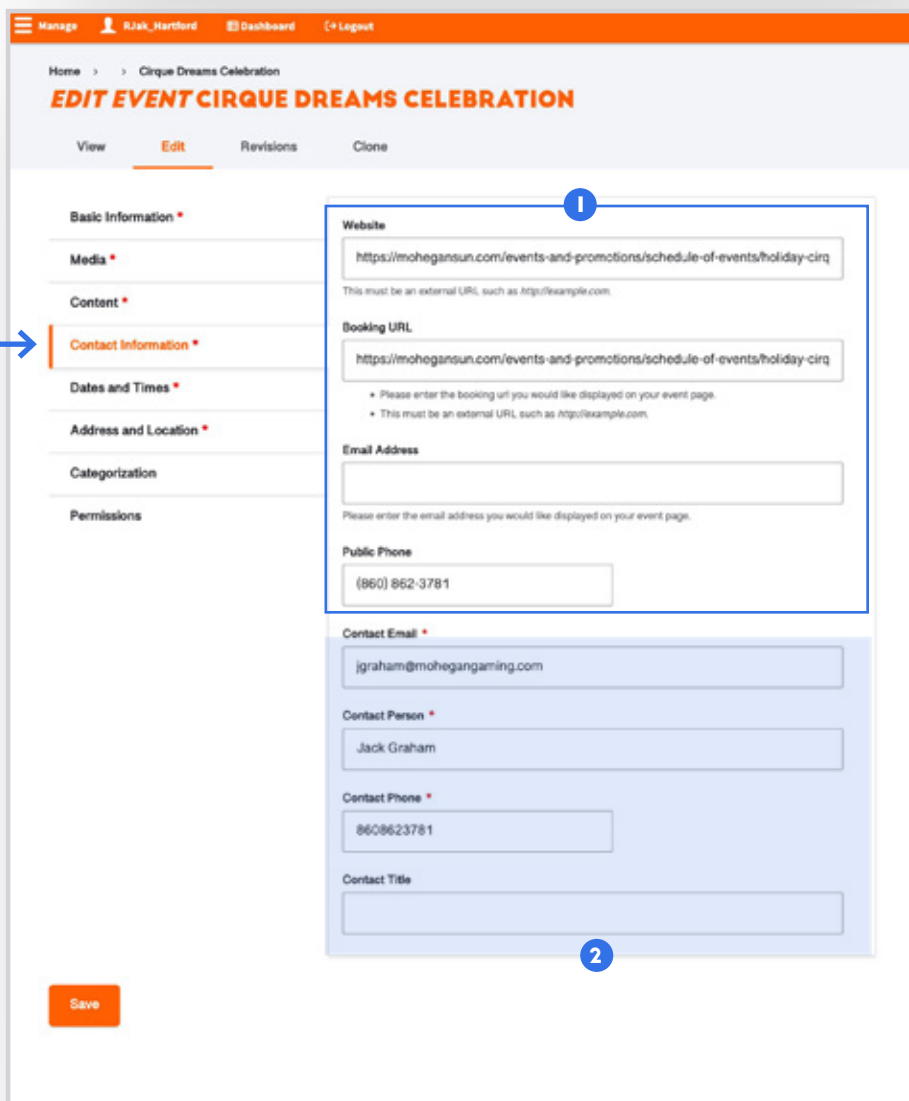 Manage RJak_Hartford Dashboard Logout
Home > > Cirque Dreams Celebration
EDIT EVENT CIRQUE DREAMS CELEBRATION
View Edit Revisions Clone
Basic Information *
Media *
Content *
Contact Information *
Dates and Times *
Address and Location *
Categorization
Permissions
1
Website
https://mohegansun.com/events-and-promotions/schedule-of-events/holiday-cirq
This must be an external URL such as http://example.com.
Booking URL
https://mohegansun.com/events-and-promotions/schedule-of-events/holiday-cirq
• Please enter the booking url you would like displayed on your event page.
• This must be an external URL such as http://example.com.
Email Address
Please enter the email address you would like displayed on your event page.
Public Phone
(860) 862-3781
Contact Email *
jgraham@mohegangaming.com
Contact Person *
Jack Graham
Contact Phone *
8608623781
Contact Title
2
Save